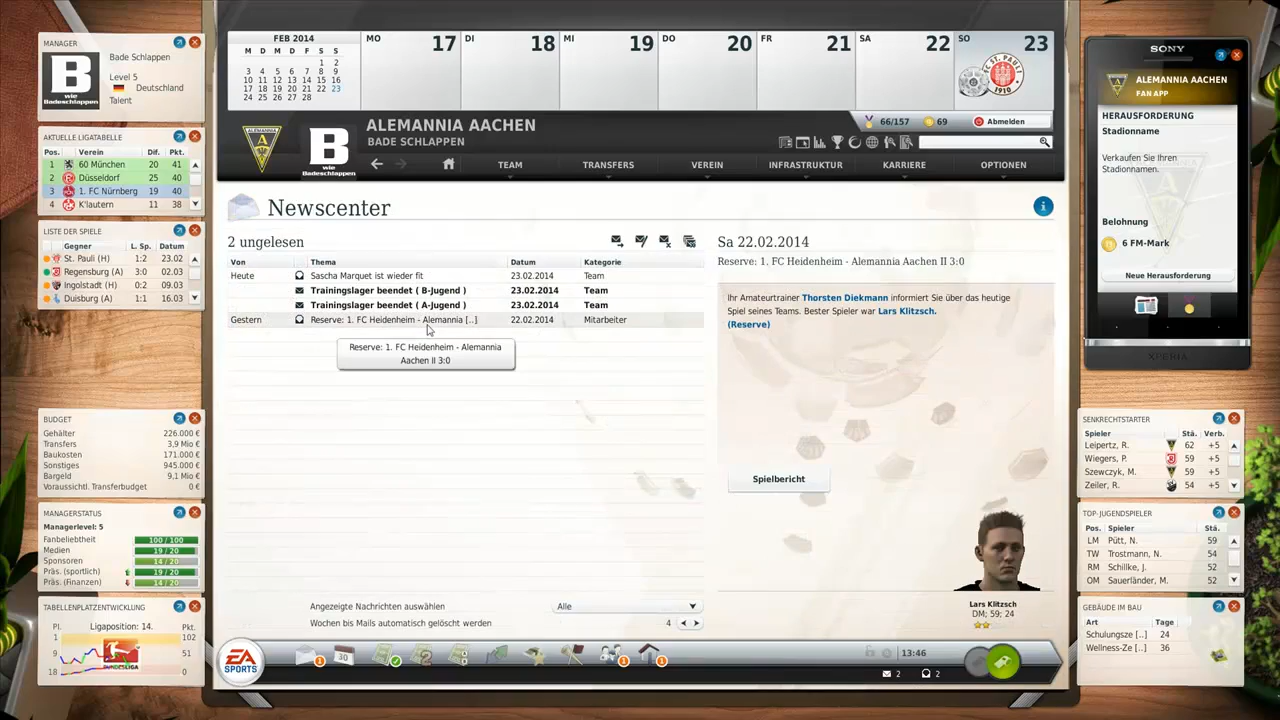 MANAGER
B
wie
Badeschlappen
Bade Schlappen
Level 5
Deutschland
Talent
AKTUELLE LIGATABELLE
Pos. Verein Dif. Pkt.
1 60 München 20 41
2 Düsseldorf 25 40
3 1. FC Nürnberg 19 40
4 K'lautern 11 38
LISTE DER SPIELE
Gegner L. Sp. Datum
St. Pauli (H) 1:2 23.02
Regensburg (A) 3:0 02.03
Ingolstadt (H) 0:2 09.03
Duisburg (A) 1:1 16.03
BUDGET
Gehälter 226.000 €
Transfers 3,9 Mio €
Baukosten 171.000 €
Sonstiges 945.000 €
Bargeld 9,1 Mio €
Voraussichtl. Transferbudget 0 €
MANAGERSTATUS
Managerlevel: 5
Fanbeliebtheit 100 / 100
Medien 19 / 20
Sponsoren 14 / 20
Präs. (sportlich) 19 / 20
Präs. (Finanzen) 14 / 20
TABELLENPLATZENTWICKLUNG
Pl. Ligaposition: 14. Pkt.
1 102
9 51
18 0
BUNDESLIGA
FEB 2014
M D M D F S S
1 2
3 4 5 6 7 8 9
10 11 12 13 14 15 16
17 18 19 20 21 22 23
24 25 26 27 28
MO 17
DI 18
MI 19
DO 20
FR 21
SA 22
SO 23
FC ST. PAULI
1910
ALEMANNIA
B
wie
Badeschlappen
ALEMANNIA AACHEN
BADE SCHLAPPEN
66/157 69 Abmelden
TEAM TRANSFERS VEREIN INFRASTRUKTUR KARRIERE OPTIONEN
Newscenter
2 ungelesen
Von Thema Datum Kategorie
Heute Sascha Marquet ist wieder fit 23.02.2014 Team
Trainingslager beendet ( B-Jugend ) 23.02.2014 Team
Trainingslager beendet ( A-Jugend ) 23.02.2014 Team
Gestern Reserve: 1. FC Heidenheim - Alemannia [..] 22.02.2014 Mitarbeiter
Reserve: 1. FC Heidenheim - Alemannia
Aachen II 3:0
Angezeigte Nachrichten auswählen Alle
Wochen bis Mails automatisch gelöscht werden 4
Sa 22.02.2014
Reserve: 1. FC Heidenheim - Alemannia Aachen II 3:0
Ihr Amateurtrainer Thorsten Diekmann informiert Sie über das heutige
Spiel seines Teams. Bester Spieler war Lars Klitzsch.
(Reserve)
Spielbericht
Lars Klitzsch
DM; 59; 24
EA
SPORTS
1
30
2
1
1
13:46
2 2
SONY
ALEMANNIA AACHEN
FAN APP
HERAUSFORDERUNG
Stadionname
Verkaufen Sie Ihren
Stadionnamen.
Belohnung
6 FM-Mark
Neue Herausforderung
XPERIA
SENKRECHTSTARTER
Spieler Stä. Verb.
Leipertz, R. 62 +5
Wiegers, P. 59 +5
Szewczyk, M. 59 +5
Zeiler, R. 54 +5
TOP-JUGENDSPIELER
Pos. Spieler Stä.
LM Pütt, N. 59
TW Trostmann, N. 54
RM Schillke, J. 52
OM Sauerländer, M. 52
GEBÄUDE IM BAU
Art Tage
Schulungsze [..] 24
Wellness-Ze [..] 36